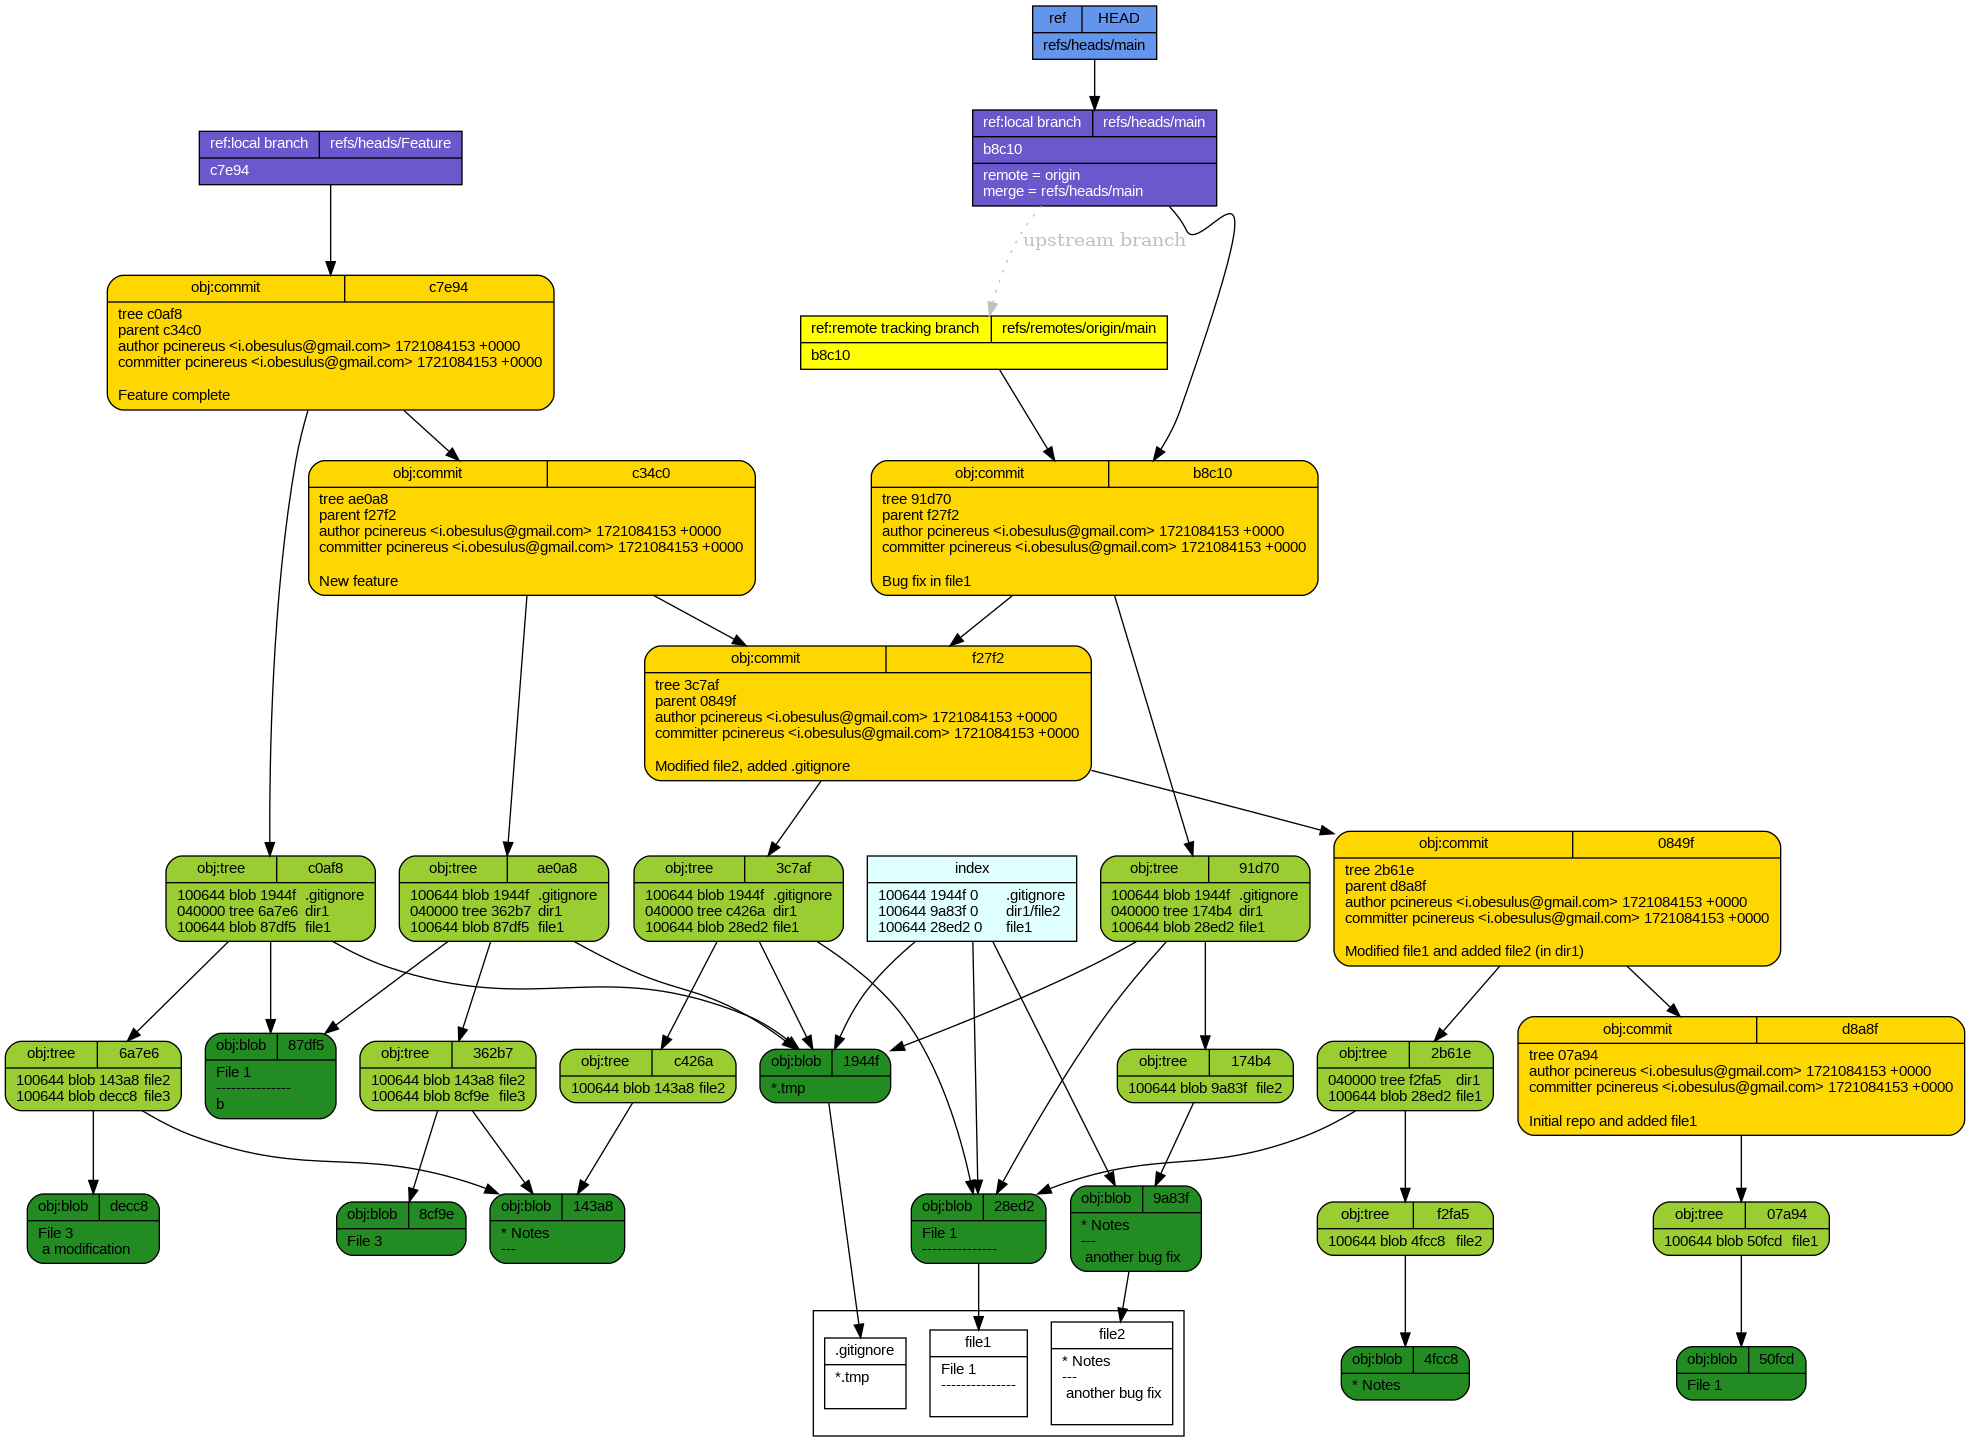 ref HEAD
refs/heads/main
ref:local branch refs/heads/Feature
c7e94
ref:local branch refs/heads/main
b8c10
remote = origin
merge = refs/heads/main
upstream branch
obj:commit c7e94
tree c0af8
parent c34c0
author pcinereus <i.obesulus@gmail.com> 1721084153 +0000
committer pcinereus <i.obesulus@gmail.com> 1721084153 +0000
Feature complete
ref:remote tracking branch refs/remotes/origin/main
b8c10
obj:commit c34c0
tree ae0a8
parent f27f2
author pcinereus <i.obesulus@gmail.com> 1721084153 +0000
committer pcinereus <i.obesulus@gmail.com> 1721084153 +0000
New feature
obj:commit b8c10
tree 91d70
parent f27f2
author pcinereus <i.obesulus@gmail.com> 1721084153 +0000
committer pcinereus <i.obesulus@gmail.com> 1721084153 +0000
Bug fix in file1
obj:commit f27f2
tree 3c7af
parent 0849f
author pcinereus <i.obesulus@gmail.com> 1721084153 +0000
committer pcinereus <i.obesulus@gmail.com> 1721084153 +0000
Modified file2, added .gitignore
obj:tree c0af8
100644 blob 1944f .gitignore
040000 tree 6a7e6 dir1
100644 blob 87df5 file1
obj:tree ae0a8
100644 blob 1944f .gitignore
040000 tree 362b7 dir1
100644 blob 87df5 file1
obj:tree 3c7af
100644 blob 1944f .gitignore
040000 tree c426a dir1
100644 blob 28ed2 file1
index
100644 1944f 0 .gitignore
100644 9a83f 0 dir1/file2
100644 28ed2 0 file1
obj:tree 91d70
100644 blob 1944f .gitignore
040000 tree 174b4 dir1
100644 blob 28ed2 file1
obj:commit 0849f
tree 2b61e
parent d8a8f
author pcinereus <i.obesulus@gmail.com> 1721084153 +0000
committer pcinereus <i.obesulus@gmail.com> 1721084153 +0000
Modified file1 and added file2 (in dir1)
obj:tree 6a7e6
100644 blob 143a8 file2
100644 blob decc8 file3
obj:blob 87df5
File 1
---------------
b
obj:tree 362b7
100644 blob 143a8 file2
100644 blob 8cf9e file3
obj:tree c426a
100644 blob 143a8 file2
obj:blob 1944f
*.tmp
obj:tree 174b4
100644 blob 9a83f file2
obj:tree 2b61e
040000 tree f2fa5 dir1
100644 blob 28ed2 file1
obj:commit d8a8f
tree 07a94
author pcinereus <i.obesulus@gmail.com> 1721084153 +0000
committer pcinereus <i.obesulus@gmail.com> 1721084153 +0000
Initial repo and added file1
obj:blob decc8
File 3
a modification
obj:blob 8cf9e
File 3
obj:blob 143a8
* Notes
---
obj:blob 28ed2
File 1
---------------
obj:blob 9a83f
* Notes
---
another bug fix
obj:tree f2fa5
100644 blob 4fcc8 file2
obj:tree 07a94
100644 blob 50fcd file1
.gitignore
*.tmp
file1
File 1
---------------
file2
* Notes
---
another bug fix
obj:blob 4fcc8
* Notes
obj:blob 50fcd
File 1